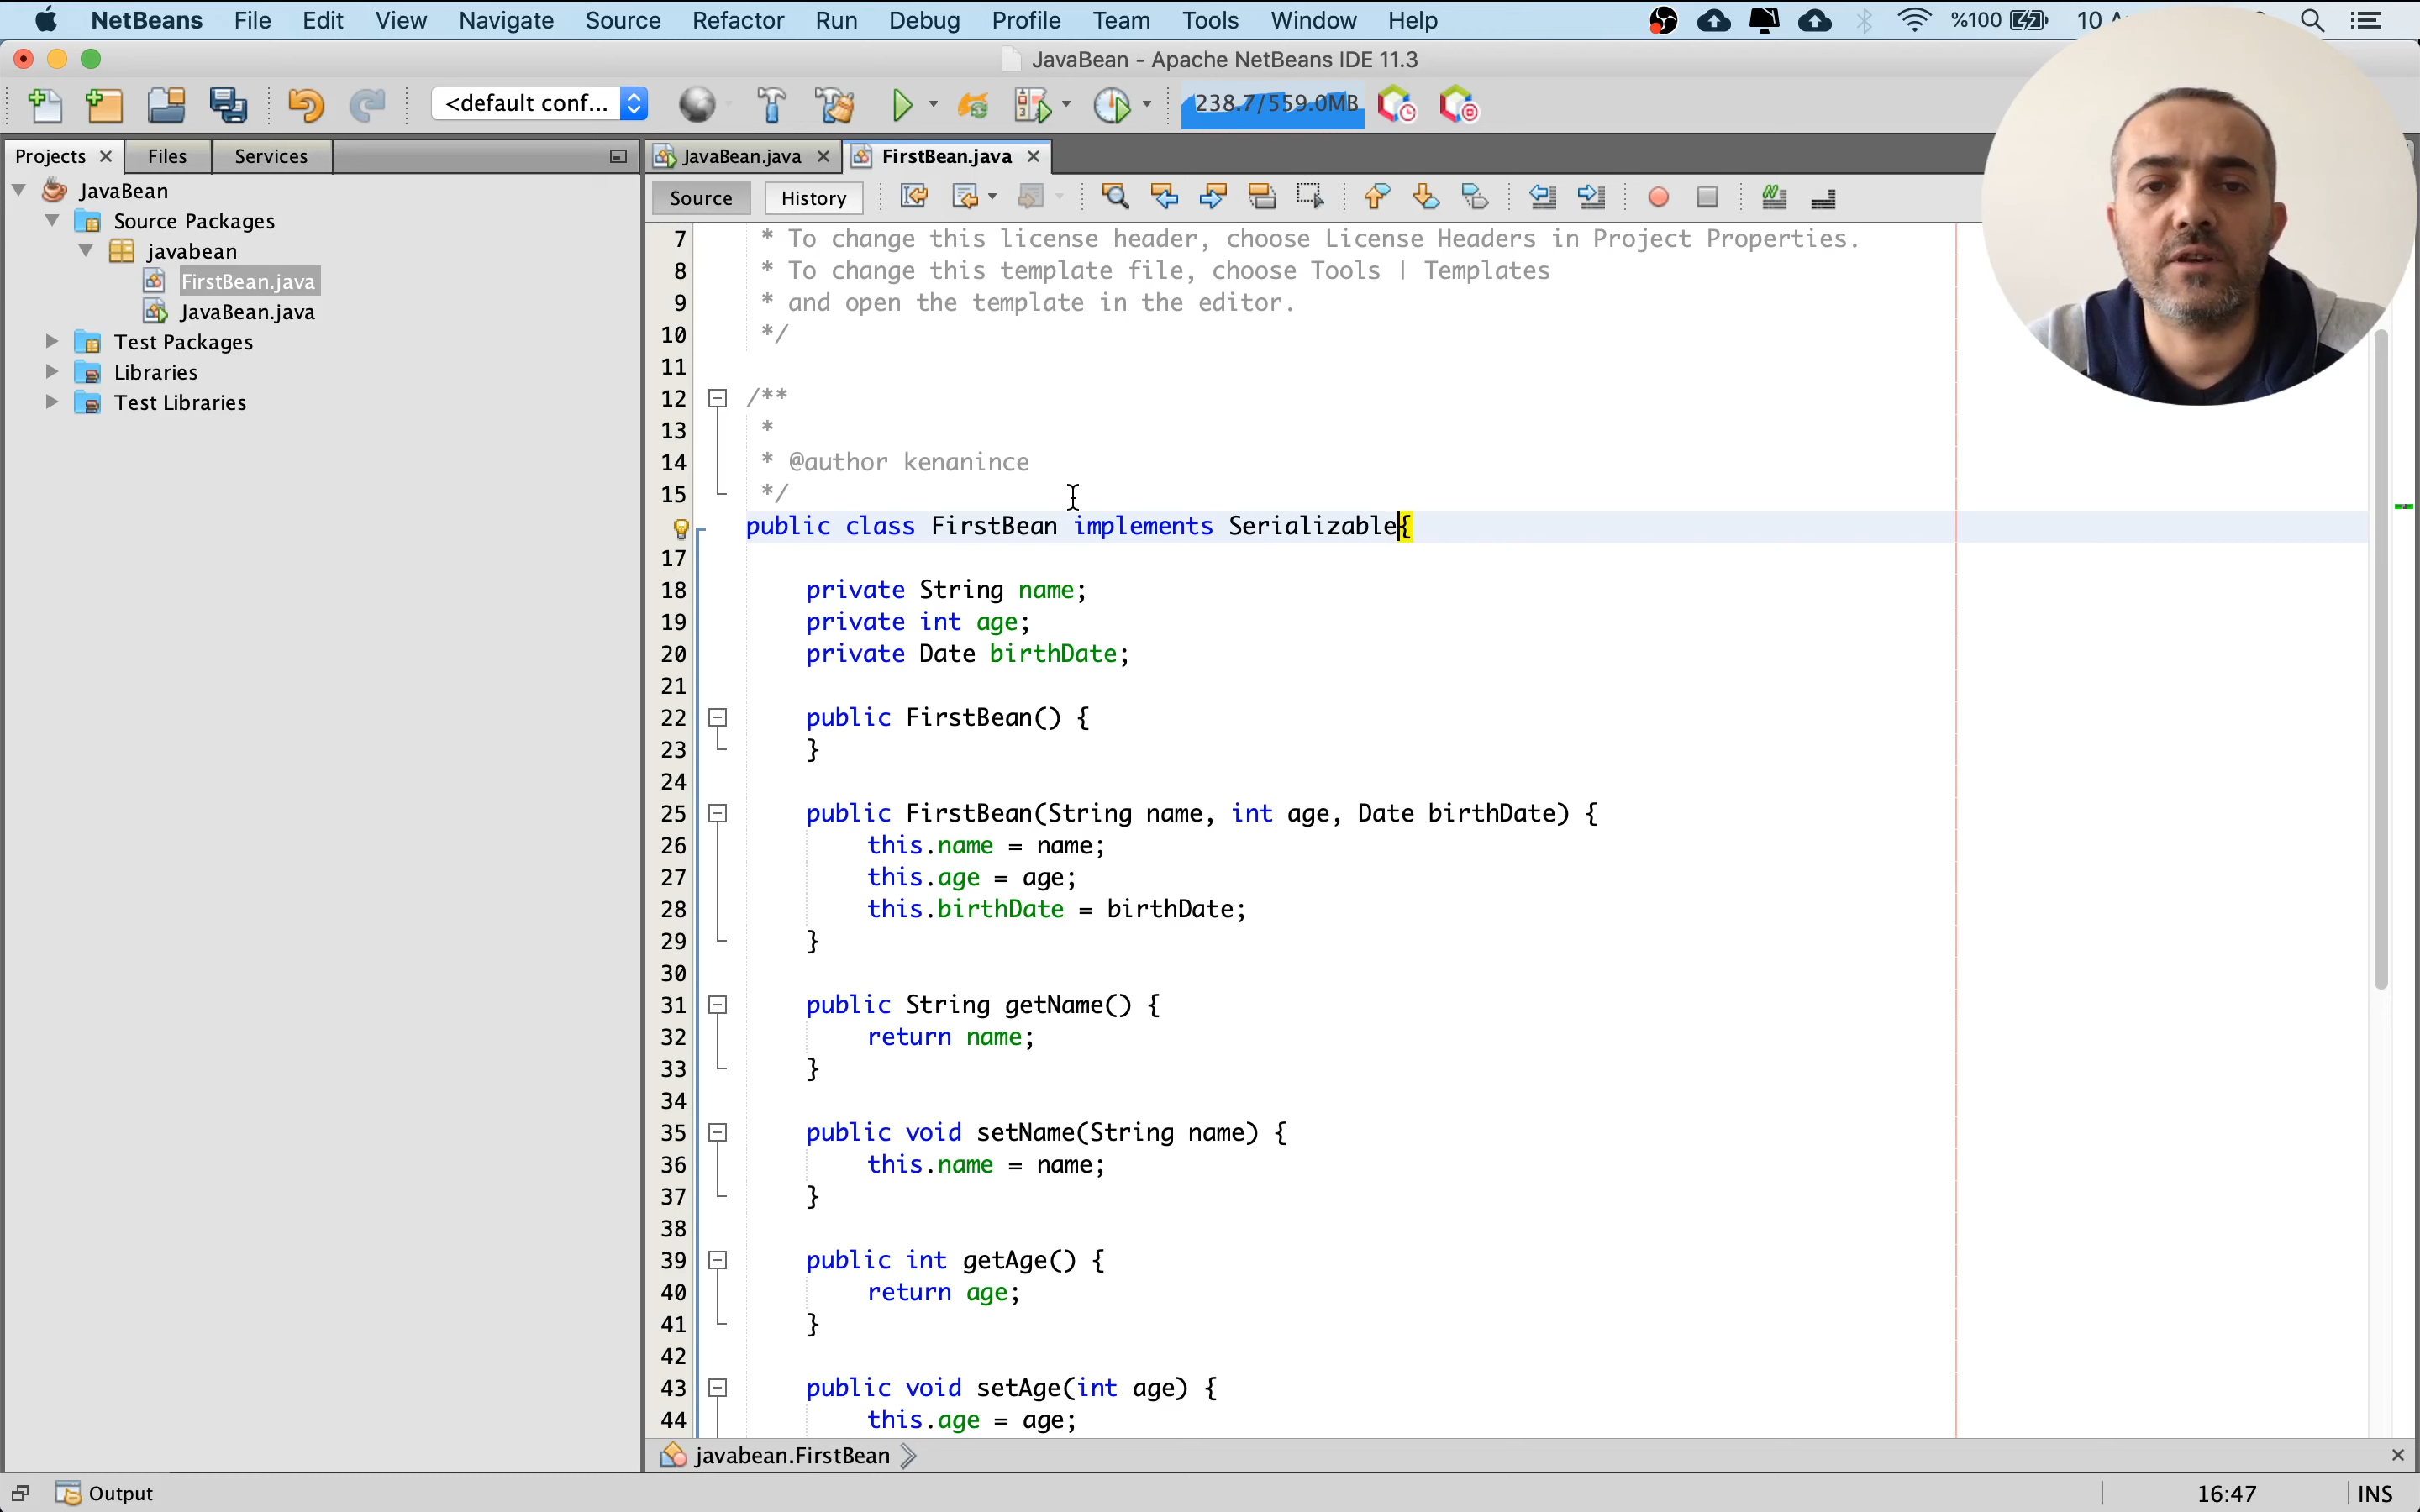 NetBeans File Edit View Navigate Source Refactor Run Debug Profile Team Tools Window Help %100 10
JavaBean - Apache NetBeans IDE 11.3
<default conf... 238.7/559.0MB
Projects Files Services
JavaBean.java FirstBean.java
Source History
JavaBean
Source Packages
javabean
FirstBean.java
JavaBean.java
Test Packages
Libraries
Test Libraries
7 * To change this license header, choose License Headers in Project Properties.
8 * To change this template file, choose Tools | Templates
9 * and open the template in the editor.
10 */
11
12 /**
13 *
14 * @author kenanince
15 */
public class FirstBean implements Serializable{
17
18 private String name;
19 private int age;
20 private Date birthDate;
21
22 public FirstBean() {
23 }
24
25 public FirstBean(String name, int age, Date birthDate) {
26 this.name = name;
27 this.age = age;
28 this.birthDate = birthDate;
29 }
30
31 public String getName() {
32 return name;
33 }
34
35 public void setName(String name) {
36 this.name = name;
37 }
38
39 public int getAge() {
40 return age;
41 }
42
43 public void setAge(int age) {
44 this.age = age;
javabean.FirstBean
Output 16:47 INS